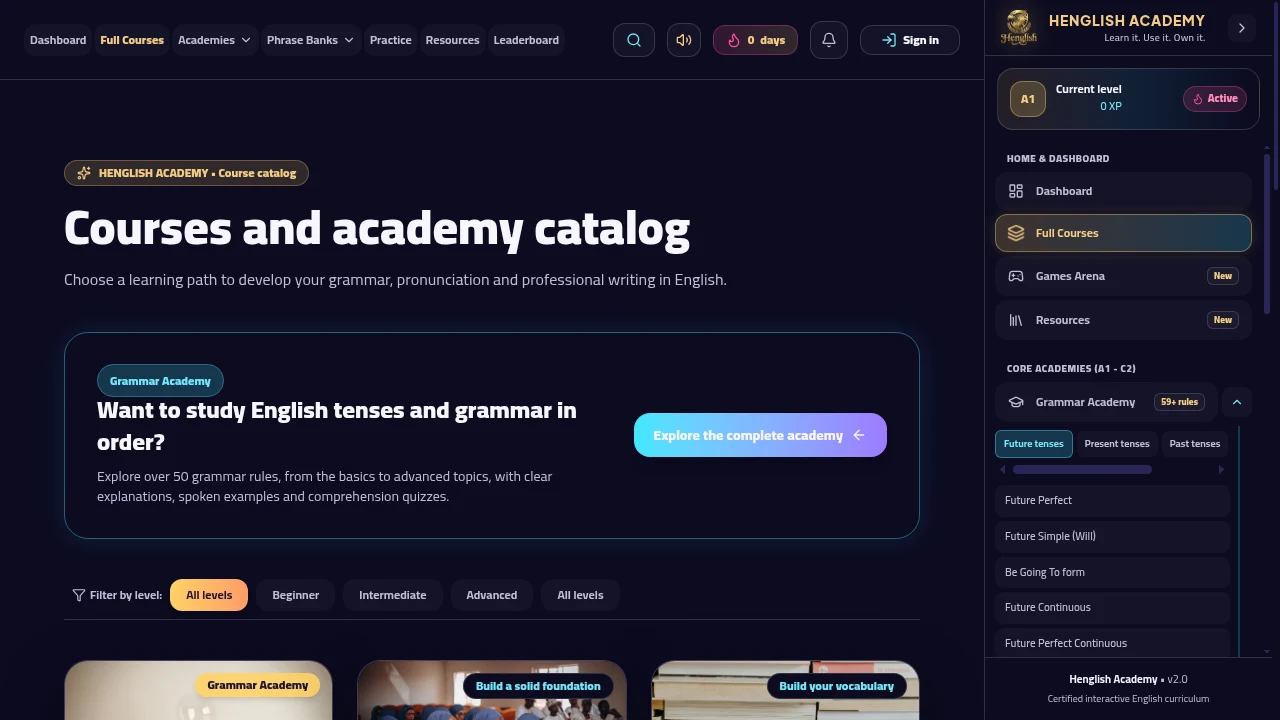 Dashboard
Full Courses
Academies
Phrase Banks
Practice
Resources
Leaderboard
0 days
Sign in
HENGLISH ACADEMY • Course catalog
Courses and academy catalog
Choose a learning path to develop your grammar, pronunciation and professional writing in English.
Grammar Academy
Want to study English tenses and grammar in
order?
Explore over 50 grammar rules, from the basics to advanced topics, with clear
explanations, spoken examples and comprehension quizzes.
Explore the complete academy
Filter by level:
All levels
Beginner
Intermediate
Advanced
All levels
Grammar Academy
Build a solid foundation
Build your vocabulary
Henglish
HENGLISH ACADEMY
Learn it. Use it. Own it.
A1
Current level
0 XP
Active
HOME & DASHBOARD
Dashboard
Full Courses
Games Arena
New
Resources
New
CORE ACADEMIES (A1 - C2)
Grammar Academy
59+ rules
Future tenses
Present tenses
Past tenses
Future Perfect
Future Simple (Will)
Be Going To form
Future Continuous
Future Perfect Continuous
Henglish Academy • v2.0
Certified interactive English curriculum